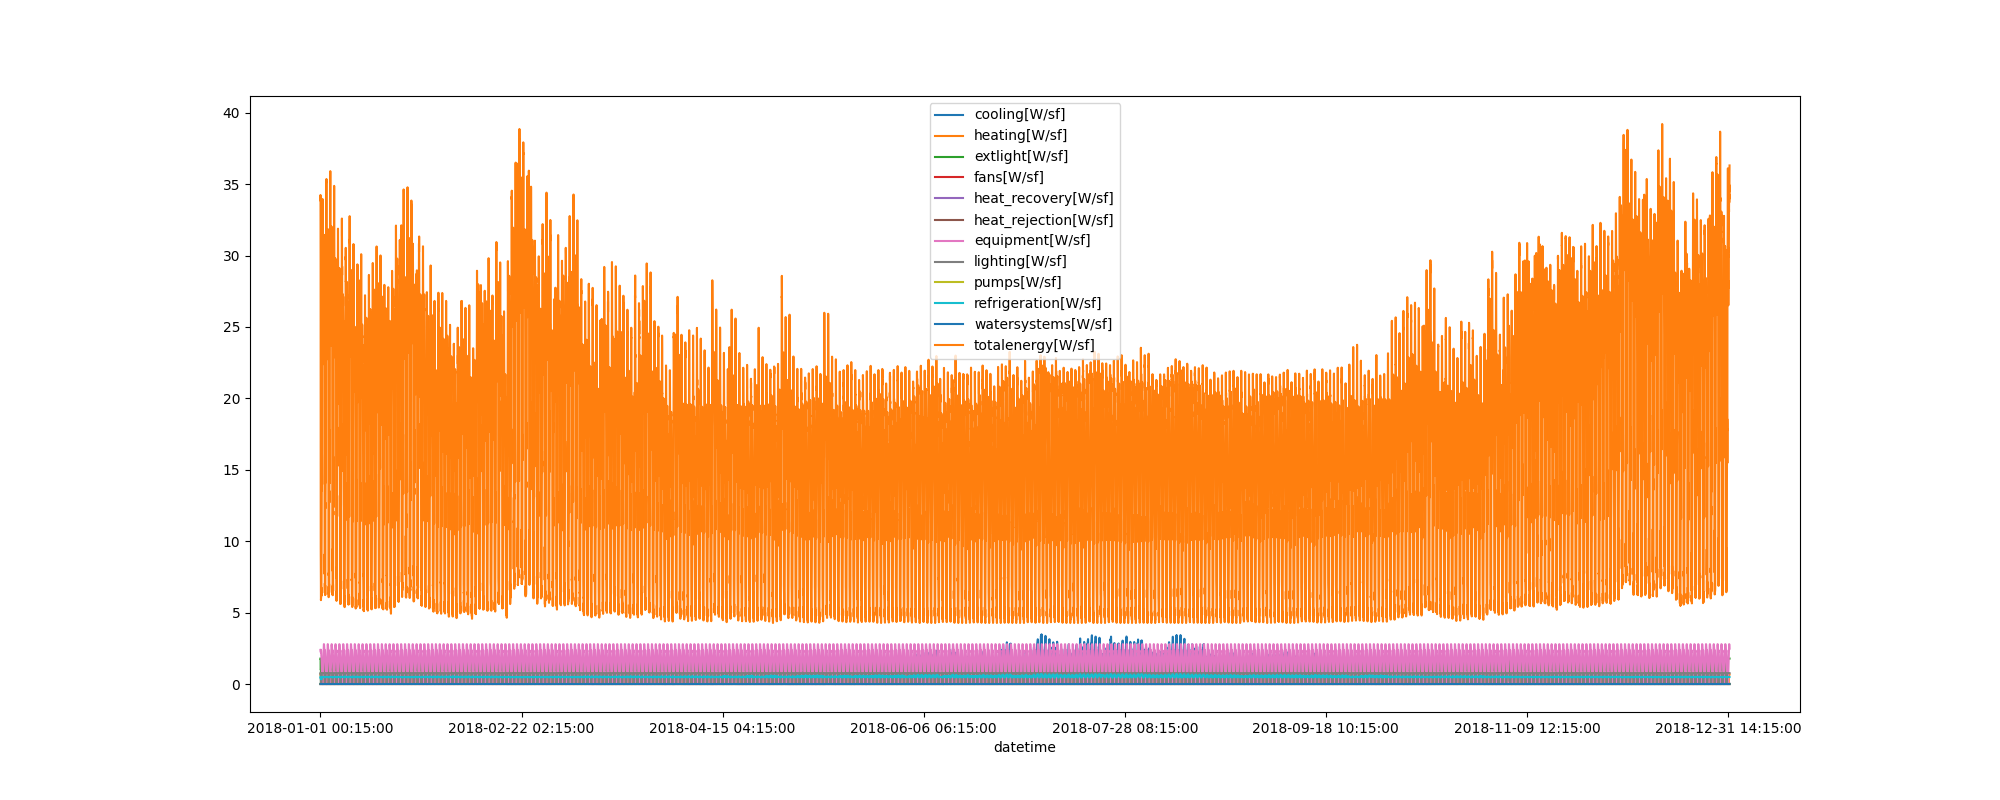 40
35
30
25
20
15
10
5
0
cooling[W/sf]
heating[W/sf]
extlight[W/sf]
fans[W/sf]
heat_recovery[W/sf]
heat_rejection[W/sf]
equipment[W/sf]
lighting[W/sf]
pumps[W/sf]
refrigeration[W/sf]
watersystems[W/sf]
totalenergy[W/sf]
2018-01-01 00:15:00 2018-02-22 02:15:00 2018-04-15 04:15:00 2018-06-06 06:15:00 2018-07-28 08:15:00 2018-09-18 10:15:00 2018-11-09 12:15:00 2018-12-31 14:15:00
datetime